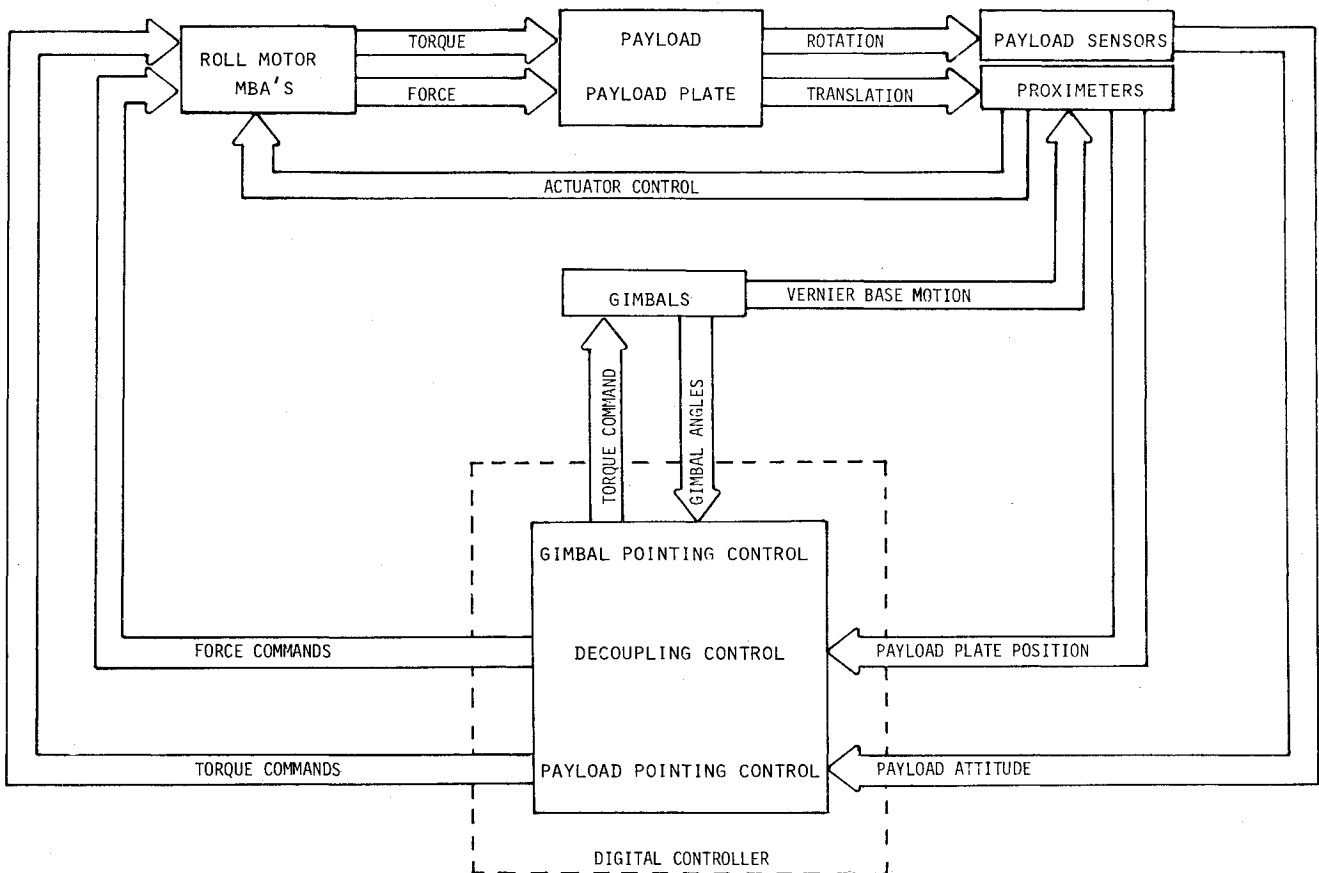 ROLL MOTOR
MBA'S
TORQUE
FORCE
PAYLOAD
PAYLOAD PLATE
ROTATION
TRANSLATION
PAYLOAD SENSORS
PROXIMETERS
ACTUATOR CONTROL
GIMBALS
VERNIER BASE MOTION
TORQUE COMMAND
GIMBAL ANGLES
GIMBAL POINTING CONTROL
FORCE COMMANDS
DECOUPLING CONTROL
PAYLOAD PLATE POSITION
TORQUE COMMANDS
PAYLOAD POINTING CONTROL
PAYLOAD ATTITUDE
DIGITAL CONTROLLER